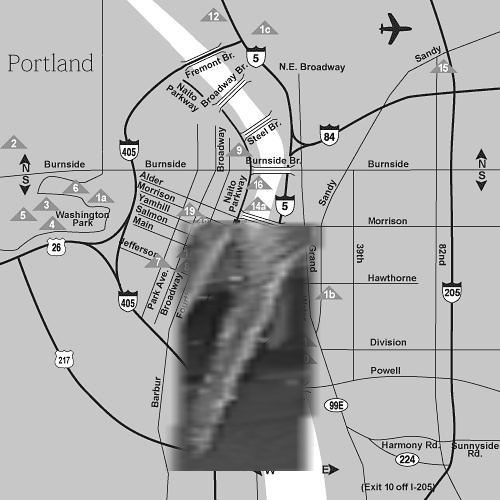 12
1c
5
Sandy
Portland
Fremont Br.
N.E. Broadway
15
Broadway Br.
Naito
Parkway
Steel Br.
84
Broadway
405
9
2
N
S
Burnside
Burnside
Burnside Br.
Burnside
N
S
Alder
Morrison
Yamhill
Salmon
Main
Jefferson
6
1a
5
3
4
Washington
Park
Naito
Parkway
16
14a
5
Sandy
19
Morrison
26
7
Grand
39th
82nd
Park Ave.
Broadway
Hawthorne
405
1b
205
217
Division
Powell
Barbur
99E
Harmony Rd.
Sunnyside
Rd.
224
W
E
(Exit 10 off I-205)